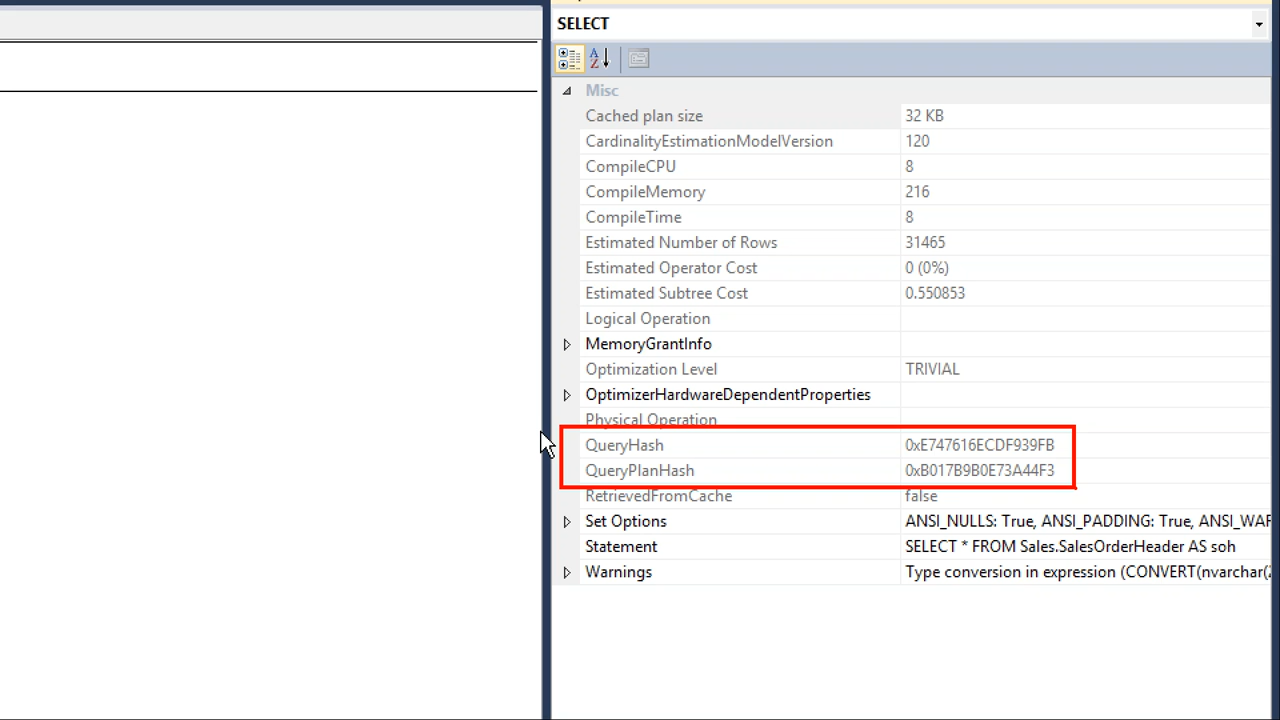 SELECT
Misc
Cached plan size 32 KB
CardinalityEstimationModelVersion 120
CompileCPU 8
CompileMemory 216
CompileTime 8
Estimated Number of Rows 31465
Estimated Operator Cost 0 (0%)
Estimated Subtree Cost 0.550853
Logical Operation
MemoryGrantInfo
Optimization Level TRIVIAL
OptimizerHardwareDependentProperties
Physical Operation
QueryHash 0xE747616ECDF939FB
QueryPlanHash 0xB017B9B0E73A44F3
RetrievedFromCache false
Set Options ANSI_NULLS: True, ANSI_PADDING: True, ANSI_WAR
Statement SELECT * FROM Sales.SalesOrderHeader AS soh
Warnings Type conversion in expression (CONVERT(nvarchar(2